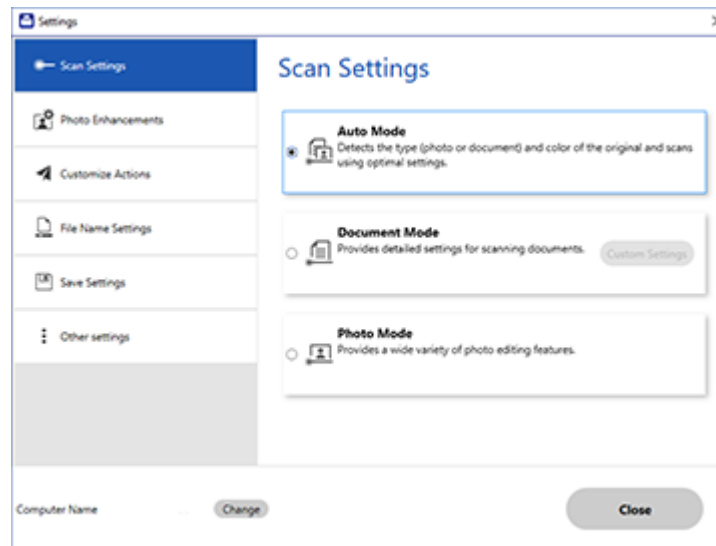 Settings
Scan Settings
Photo Enhancements
Customize Actions
File Name Settings
Save Settings
Other settings
Scan Settings
Auto Mode
Detects the type (photo or document) and color of the original and scans
using optimal settings.
Document Mode
Provides detailed settings for scanning documents.
Custom Settings
Photo Mode
Provides a wide variety of photo editing features.
Computer Name
Change
Close